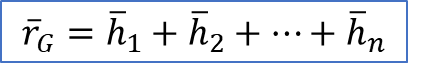 r̄_G = h̄_1 + h̄_2 + ⋯ + h̄_n